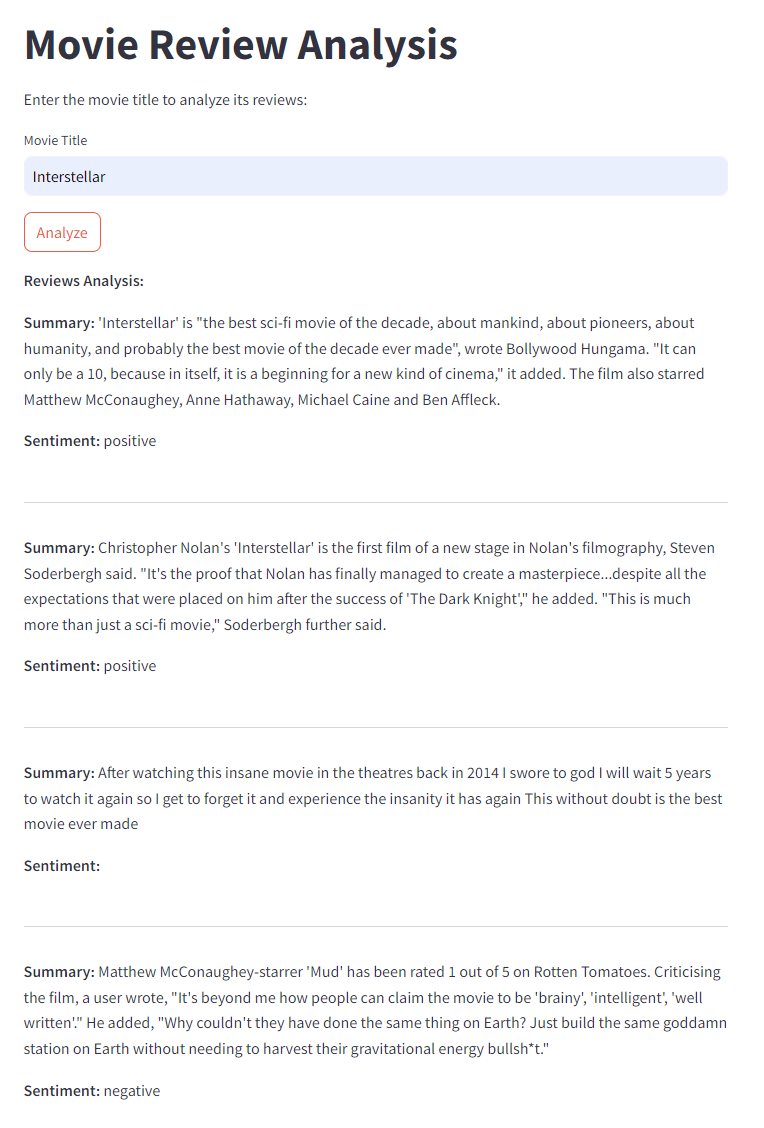 Movie Review Analysis
Enter the movie title to analyze its reviews:
Movie Title
Interstellar
Analyze
Reviews Analysis:
Summary: 'Interstellar' is "the best sci-fi movie of the decade, about mankind, about pioneers, about
humanity, and probably the best movie of the decade ever made", wrote Bollywood Hungama. "It can
only be a 10, because in itself, it is a beginning for a new kind of cinema," it added. The film also starred
Matthew McConaughey, Anne Hathaway, Michael Caine and Ben Affleck.
Sentiment: positive
Summary: Christopher Nolan's 'Interstellar' is the first film of a new stage in Nolan's filmography, Steven
Soderbergh said. "It's the proof that Nolan has finally managed to create a masterpiece...despite all the
expectations that were placed on him after the success of 'The Dark Knight'," he added. "This is much
more than just a sci-fi movie," Soderbergh further said.
Sentiment: positive
Summary: After watching this insane movie in the theatres back in 2014 I swore to god I will wait 5 years
to watch it again so I get to forget it and experience the insanity it has again This without doubt is the best
movie ever made
Sentiment:
Summary: Matthew McConaughey-starrer 'Mud' has been rated 1 out of 5 on Rotten Tomatoes. Criticising
the film, a user wrote, "It's beyond me how people can claim the movie to be 'brainy', 'intelligent', 'well
written'." He added, "Why couldn't they have done the same thing on Earth? Just build the same goddamn
station on Earth without needing to harvest their gravitational energy bullsh*t."
Sentiment: negative